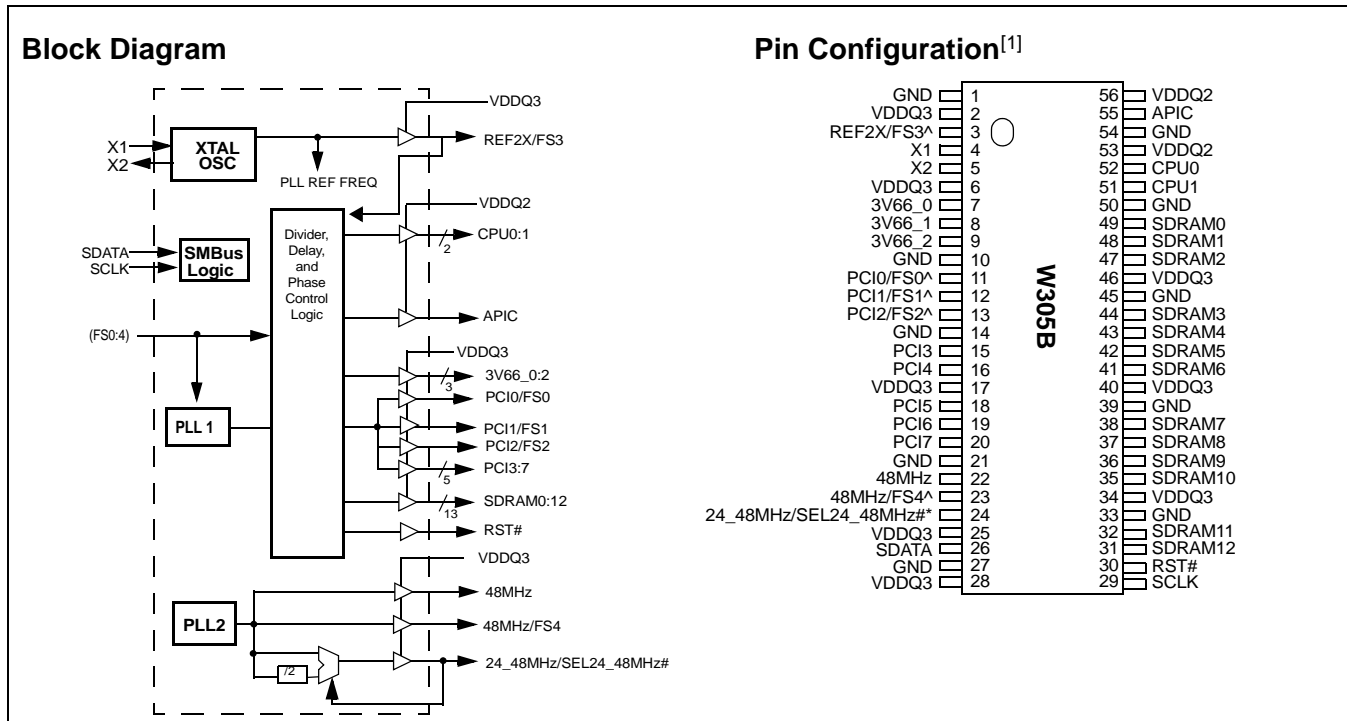 Block Diagram
VDDQ3
REF2X/FS3
X1
X2
XTAL
OSC
PLL REF FREQ
VDDQ2
CPU0:1
2
SDATA
SCLK
SMBus
Logic
Divider,
Delay,
and
Phase
Control
Logic
APIC
(FS0:4)
VDDQ3
3V66_0:2
3
PCI0/FS0
PLL 1
PCI1/FS1
PCI2/FS2
PCI3:7
5
SDRAM0:12
13
RST#
VDDQ3
48MHz
PLL2
48MHz/FS4
/2
24_48MHz/SEL24_48MHz#
Pin Configuration[1]
W305B
GND 1
VDDQ3 2
REF2X/FS3^ 3
X1 4
X2 5
VDDQ3 6
3V66_0 7
3V66_1 8
3V66_2 9
GND 10
PCI0/FS0^ 11
PCI1/FS1^ 12
PCI2/FS2^ 13
GND 14
PCI3 15
PCI4 16
VDDQ3 17
PCI5 18
PCI6 19
PCI7 20
GND 21
48MHz 22
48MHz/FS4^ 23
24_48MHz/SEL24_48MHz#* 24
VDDQ3 25
SDATA 26
GND 27
VDDQ3 28
56 VDDQ2
55 APIC
54 GND
53 VDDQ2
52 CPU0
51 CPU1
50 GND
49 SDRAM0
48 SDRAM1
47 SDRAM2
46 VDDQ3
45 GND
44 SDRAM3
43 SDRAM4
42 SDRAM5
41 SDRAM6
40 VDDQ3
39 GND
38 SDRAM7
37 SDRAM8
36 SDRAM9
35 SDRAM10
34 VDDQ3
33 GND
32 SDRAM11
31 SDRAM12
30 RST#
29 SCLK